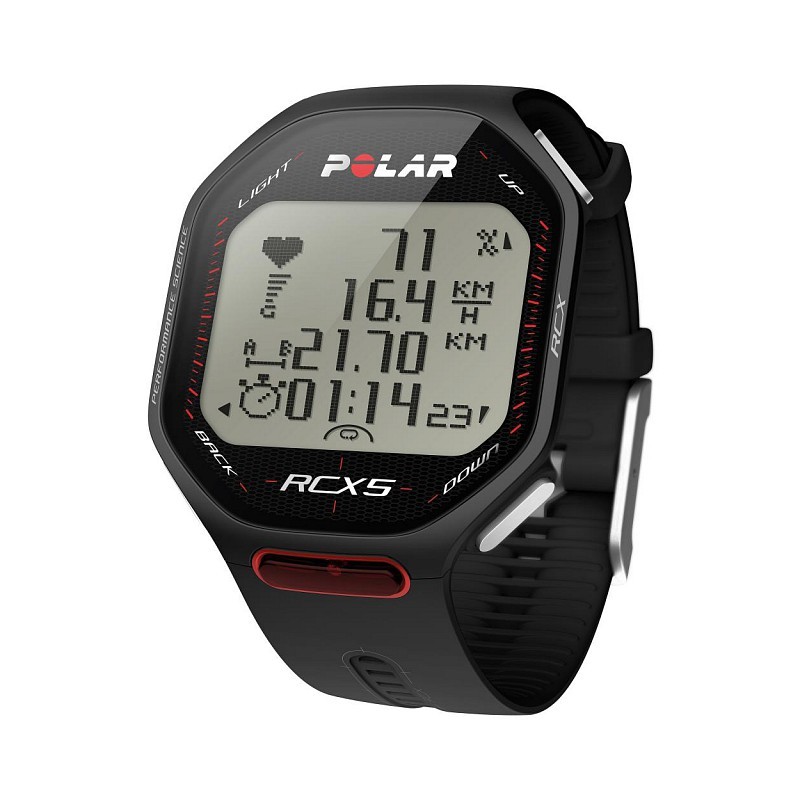 POLAR
LIGHT
UP
PERFORMANCE SCIENCE
71 %
16.4 KM/H
A B 21.70 KM
01:14 23
RCX
BACK
RCX5
DOWN